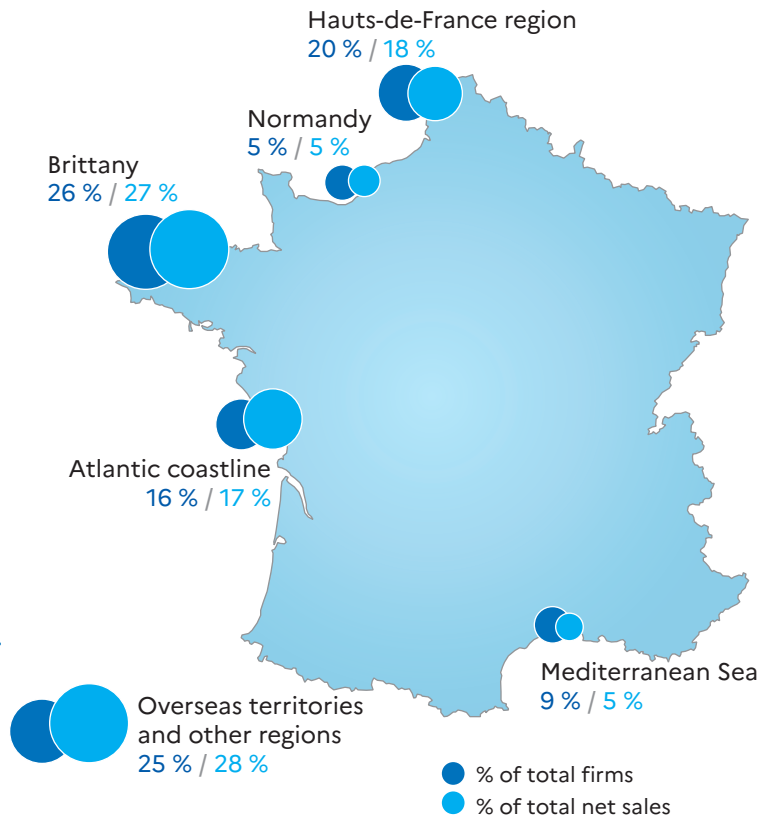 Hauts-de-France region
20 % / 18 %
Normandy
5 % / 5 %
Brittany
26 % / 27 %
Atlantic coastline
16 % / 17 %
Mediterranean Sea
9 % / 5 %
Overseas territories
and other regions
25 % / 28 %
% of total firms
% of total net sales